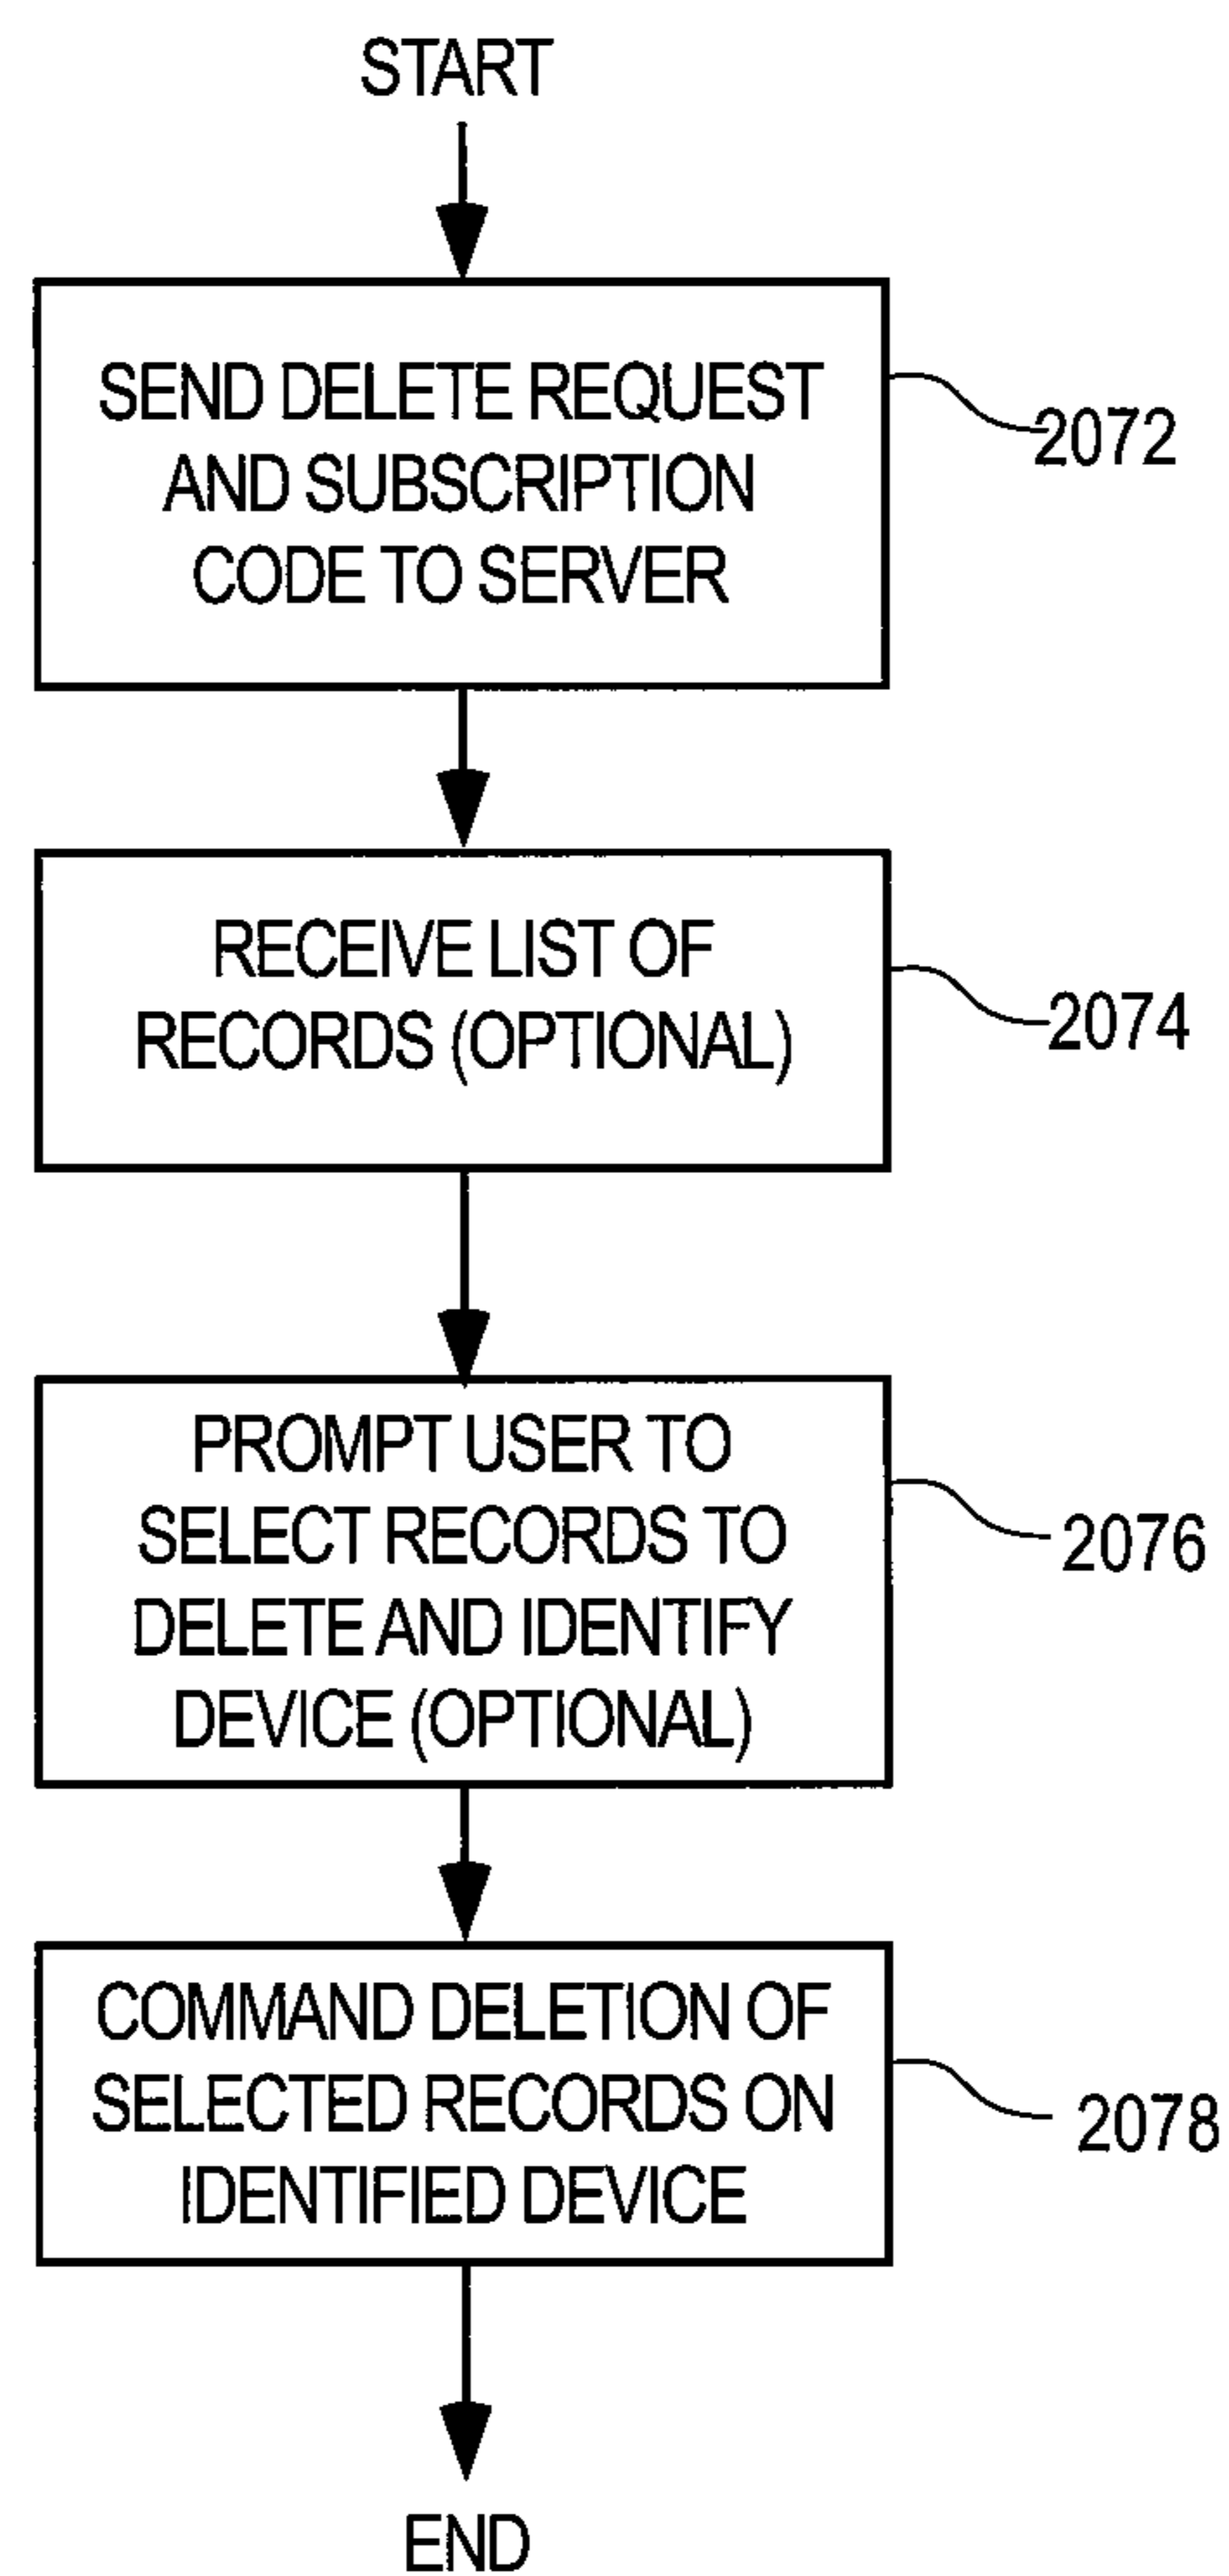 START
SEND DELETE REQUEST
AND SUBSCRIPTION
CODE TO SERVER
2072
RECEIVE LIST OF
RECORDS (OPTIONAL)
2074
PROMPT USER TO
SELECT RECORDS TO
DELETE AND IDENTIFY
DEVICE (OPTIONAL)
2076
COMMAND DELETION OF
SELECTED RECORDS ON
IDENTIFIED DEVICE
2078
END